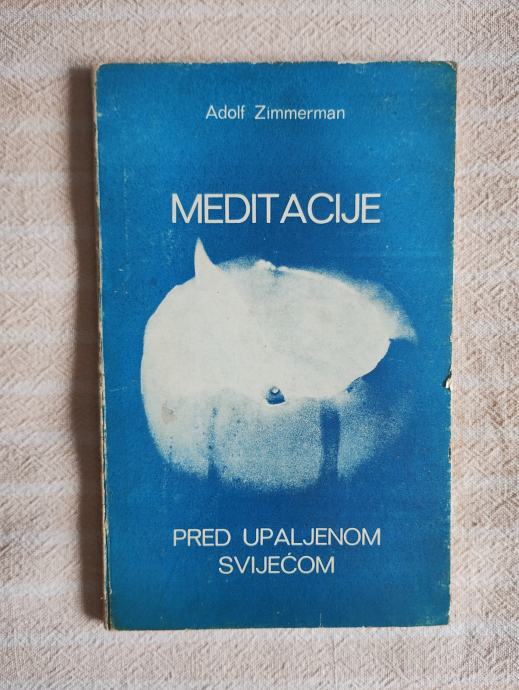 Adolf Zimmerman
MEDITACIJE
PRED UPALJENOM
SVIJEĆOM